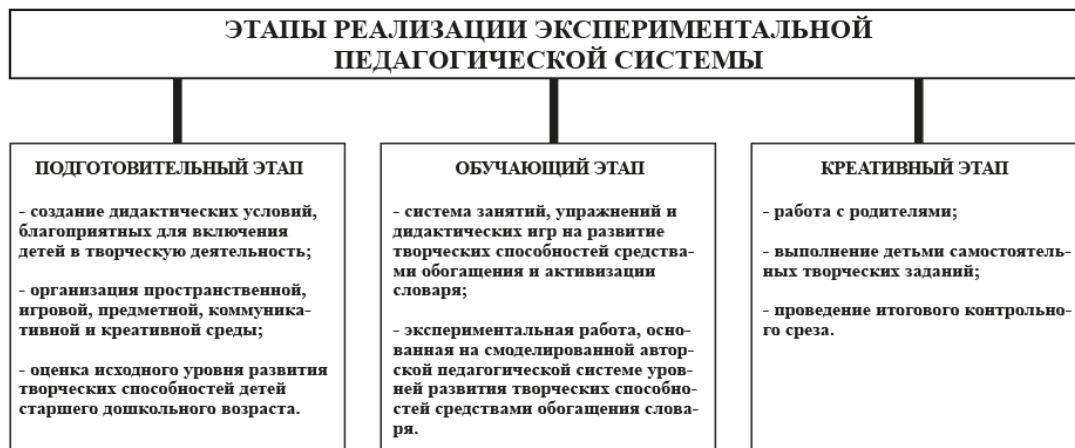 ЭТАПЫ РЕАЛИЗАЦИИ ЭКСПЕРИМЕНТАЛЬНОЙ
ПЕДАГОГИЧЕСКОЙ СИСТЕМЫ
ПОДГОТОВИТЕЛЬНЫЙ ЭТАП
- создание дидактических условий,
благоприятных для включения
детей в творческую деятельность;
- организация пространственной,
игровой, предметной, коммуника-
тивной и креативной среды;
- оценка исходного уровня развития
творческих способностей детей
старшего дошкольного возраста.
ОБУЧАЮЩИЙ ЭТАП
- система занятий, упражнений и
дидактических игр на развитие
творческих способностей средства-
ми обогащения и активизации
словаря;
- экспериментальная работа, осно-
ванная на смоделированной автор-
ской педагогической системе уров-
ней развития творческих способно-
стей средствами обогащения слова-
ря.
КРЕАТИВНЫЙ ЭТАП
- работа с родителями;
- выполнение детьми самостоятель-
ных творческих заданий;
- проведение итогового контрольно-
го среза.